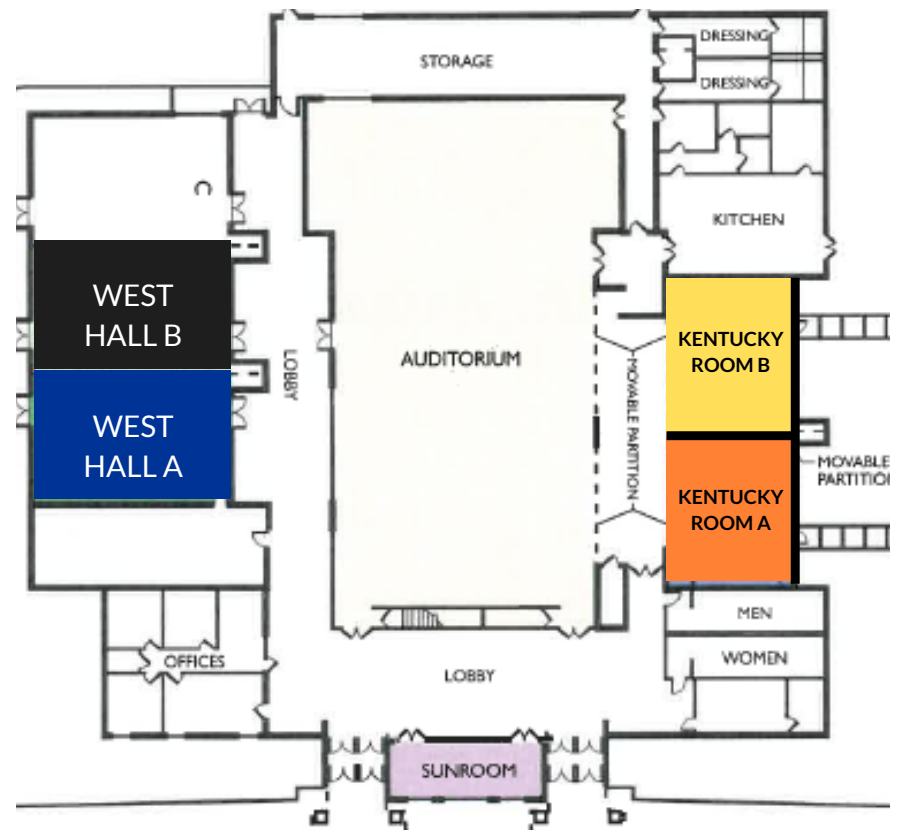 STORAGE
DRESSING
DRESSING
C
KITCHEN
WEST
HALL B
WEST
HALL A
LOBBY
AUDITORIUM
MOVABLE PARTITION
KENTUCKY
ROOM B
KENTUCKY
ROOM A
MOVABLE
PARTITIO
MEN
WOMEN
OFFICES
LOBBY
SUNROOM